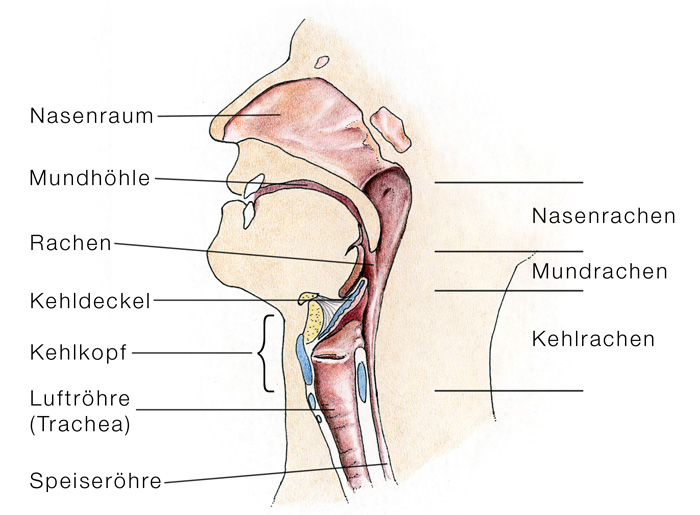 Nasenraum
Mundhöhle
Rachen
Kehldeckel
Kehlkopf
Luftröhre
(Trachea)
Speiseröhre
Nasenrachen
Mundrachen
Kehlrachen